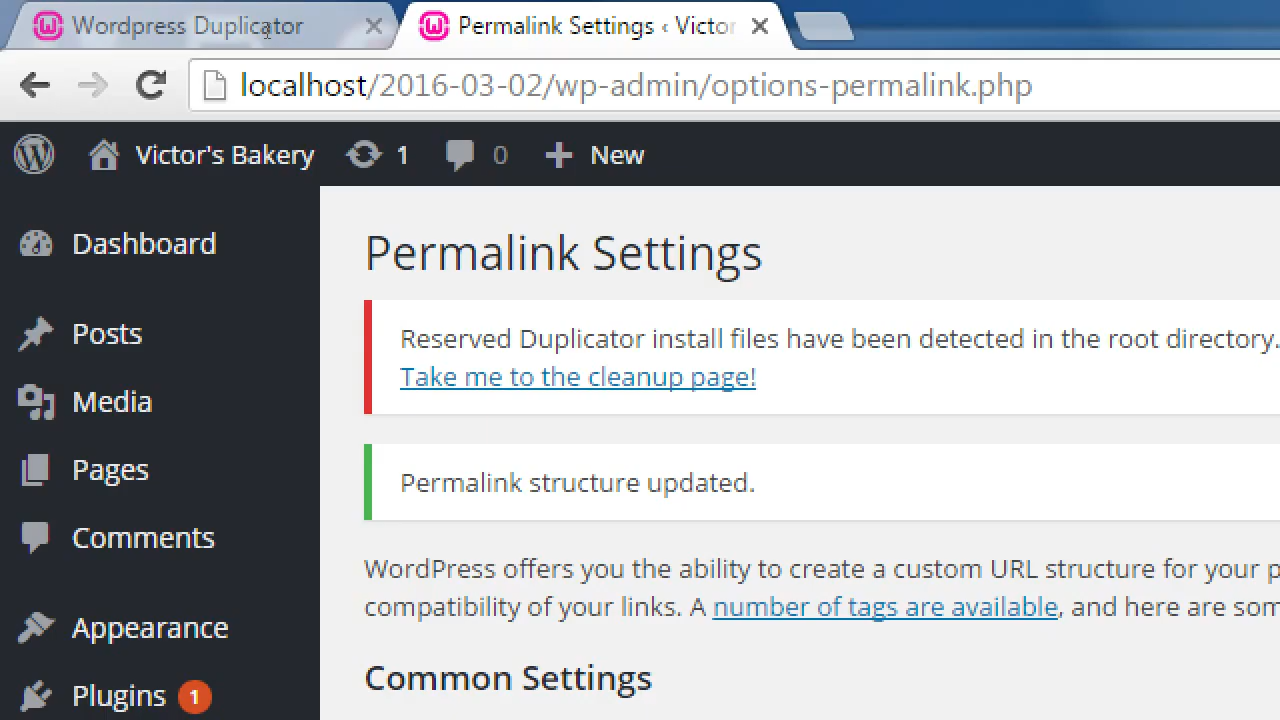 Wordpress Duplicator
Permalink Settings ‹ Victor
localhost/2016-03-02/wp-admin/options-permalink.php
Victor's Bakery 1 0 New
Dashboard
Posts
Media
Pages
Comments
Appearance
Plugins 1
Permalink Settings
Reserved Duplicator install files have been detected in the root directory.
Take me to the cleanup page!
Permalink structure updated.
WordPress offers you the ability to create a custom URL structure for your p
compatibility of your links. A number of tags are available, and here are som
Common Settings